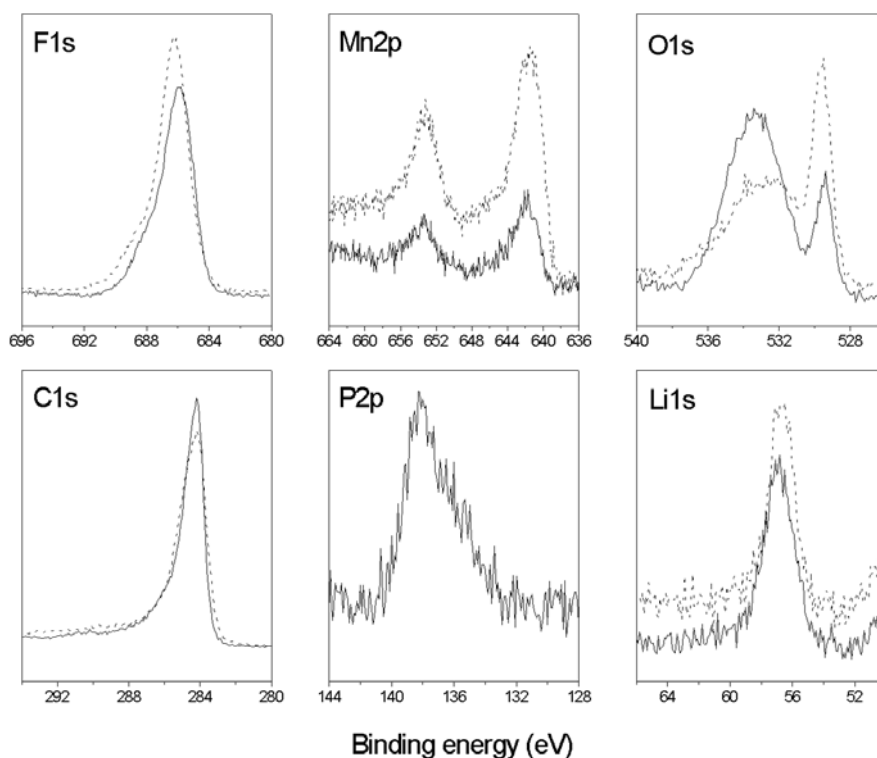 F1s
696 692 688 684 680
Mn2p
664 660 656 652 648 644 640 636
O1s
540 536 532 528
C1s
292 288 284 280
P2p
144 140 136 132 128
Li1s
64 60 56 52
Binding energy (eV)